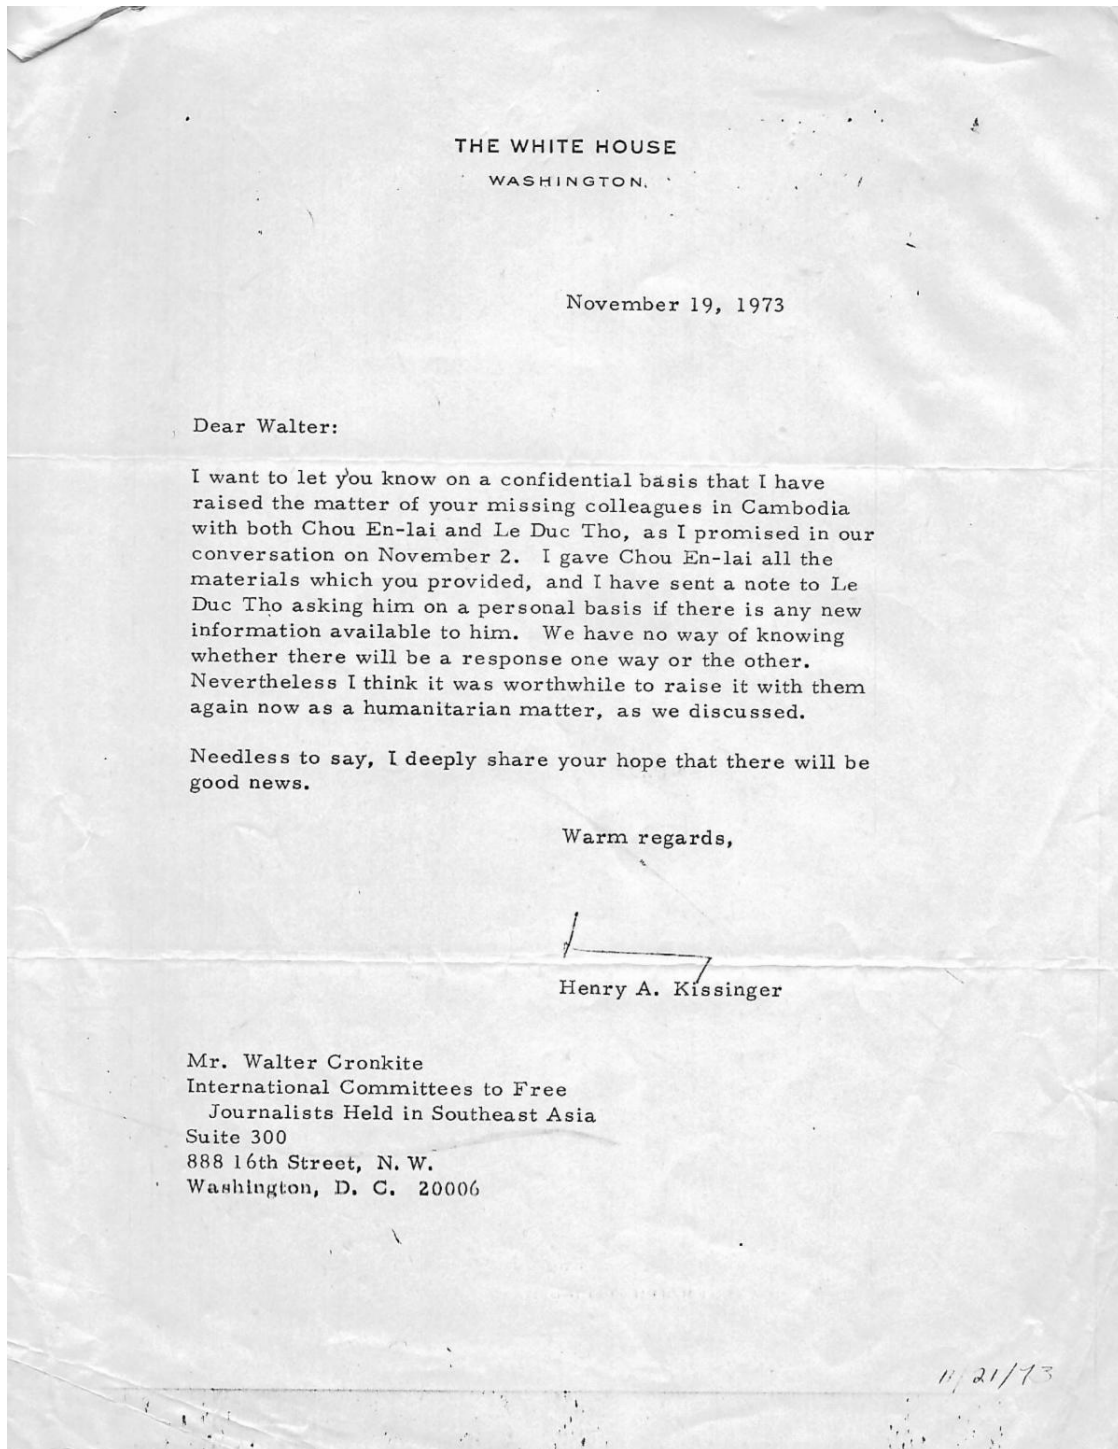 THE WHITE HOUSE
WASHINGTON
November 19, 1973
Dear Walter:
I want to let you know on a confidential basis that I have
raised the matter of your missing colleagues in Cambodia
with both Chou En-lai and Le Duc Tho, as I promised in our
conversation on November 2. I gave Chou En-lai all the
materials which you provided, and I have sent a note to Le
Duc Tho asking him on a personal basis if there is any new
information available to him. We have no way of knowing
whether there will be a response one way or the other.
Nevertheless I think it was worthwhile to raise it with them
again now as a humanitarian matter, as we discussed.
Needless to say, I deeply share your hope that there will be
good news.
Warm regards,
Henry A. Kissinger
Mr. Walter Cronkite
International Committees to Free
Journalists Held in Southeast Asia
Suite 300
888 16th Street, N. W.
Washington, D. C. 20006
11/21/73